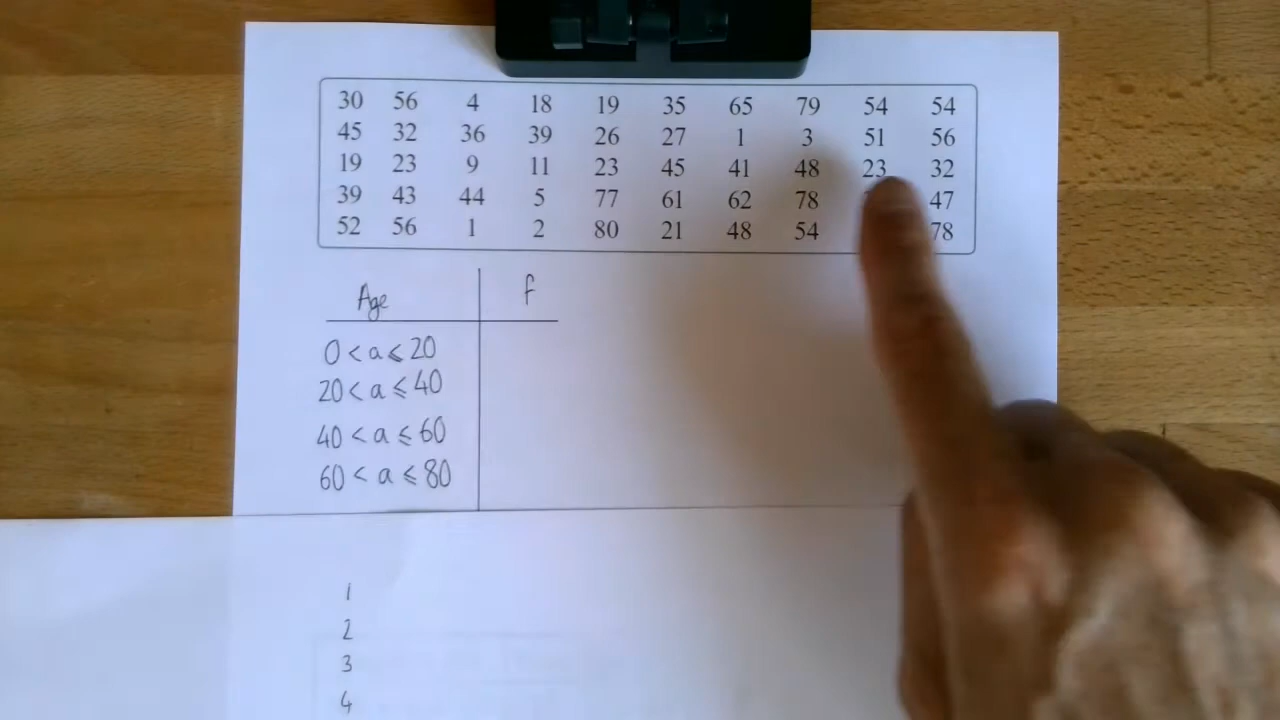 30 56 4 18 19 35 65 79 54 54
45 32 36 39 26 27 1 3 51 56
19 23 9 11 23 45 41 48 23 32
39 43 44 5 77 61 62 78 47
52 56 1 2 80 21 48 54 78
Age f
0 < a ⩽ 20
20 < a ⩽ 40
40 < a ⩽ 60
60 < a ⩽ 80
1
2
3
4